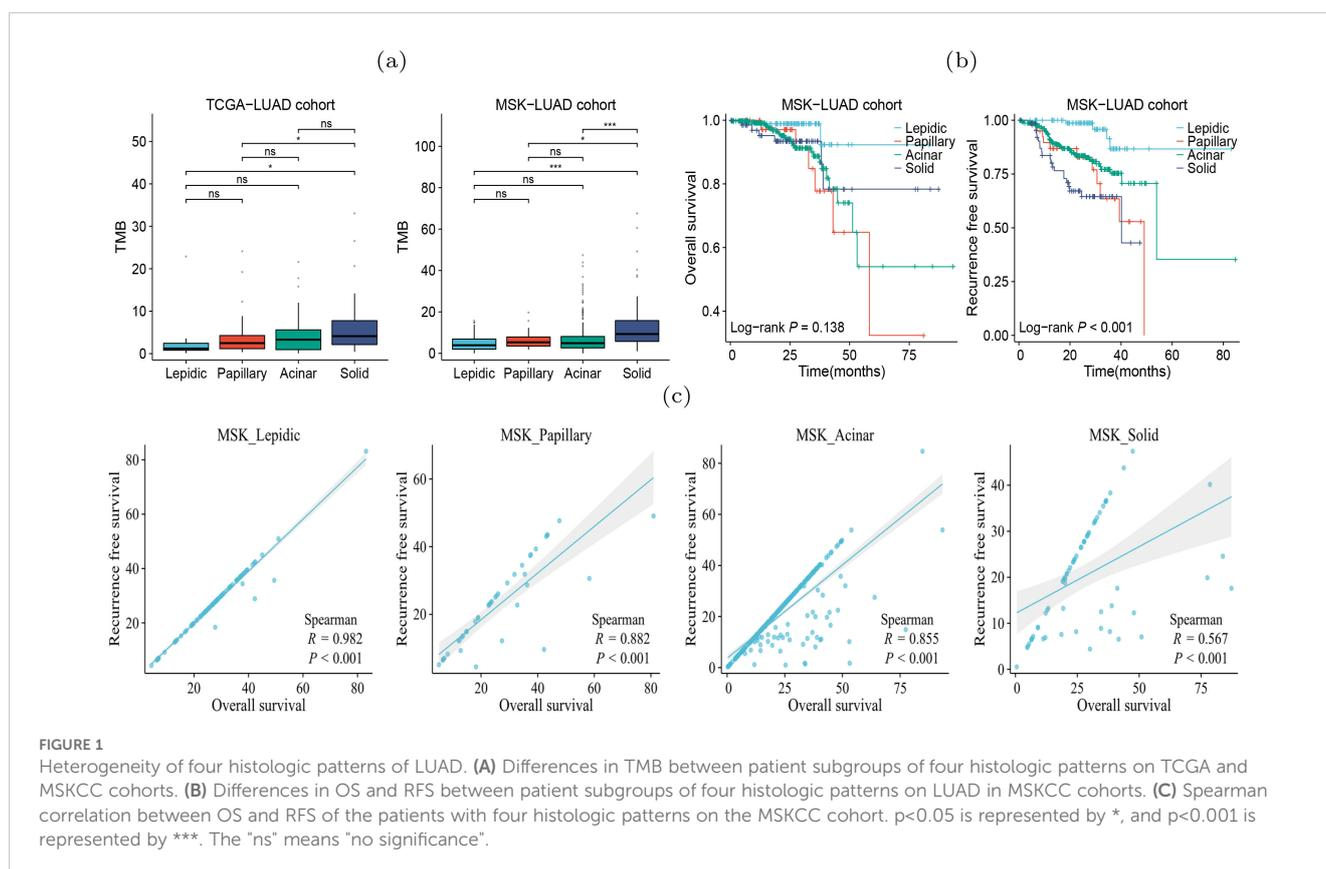 (a)
(b)
TCGA−LUAD cohort
TMB
50
40
30
20
10
0
ns
*
ns
*
ns
ns
Lepidic Papillary Acinar Solid
MSK−LUAD cohort
TMB
100
80
60
40
20
0
***
*
ns
***
ns
ns
Lepidic Papillary Acinar Solid
MSK−LUAD cohort
Overall survival
1.0
0.8
0.6
0.4
Lepidic
Papillary
Acinar
Solid
Log−rank P = 0.138
0 25 50 75
Time(months)
MSK−LUAD cohort
Recurrence free survival
1.00
0.75
0.50
0.25
0.00
Lepidic
Papillary
Acinar
Solid
Log−rank P < 0.001
0 20 40 60 80
Time(months)
(c)
MSK_Lepidic
Recurrence free survival
80
60
40
20
Spearman
R = 0.982
P < 0.001
20 40 60 80
Overall survival
MSK_Papillary
Recurrence free survival
60
40
20
Spearman
R = 0.882
P < 0.001
20 40 60 80
Overall survival
MSK_Acinar
Recurrence free survival
80
60
40
20
0
Spearman
R = 0.855
P < 0.001
0 25 50 75
Overall survival
MSK_Solid
Recurrence free survival
40
30
20
10
0
Spearman
R = 0.567
P < 0.001
0 25 50 75
Overall survival
FIGURE 1
Heterogeneity of four histologic patterns of LUAD. (A) Differences in TMB between patient subgroups of four histologic patterns on TCGA and
MSKCC cohorts. (B) Differences in OS and RFS between patient subgroups of four histologic patterns on LUAD in MSKCC cohorts. (C) Spearman
correlation between OS and RFS of the patients with four histologic patterns on the MSKCC cohort. p<0.05 is represented by *, and p<0.001 is
represented by ***. The "ns" means "no significance".